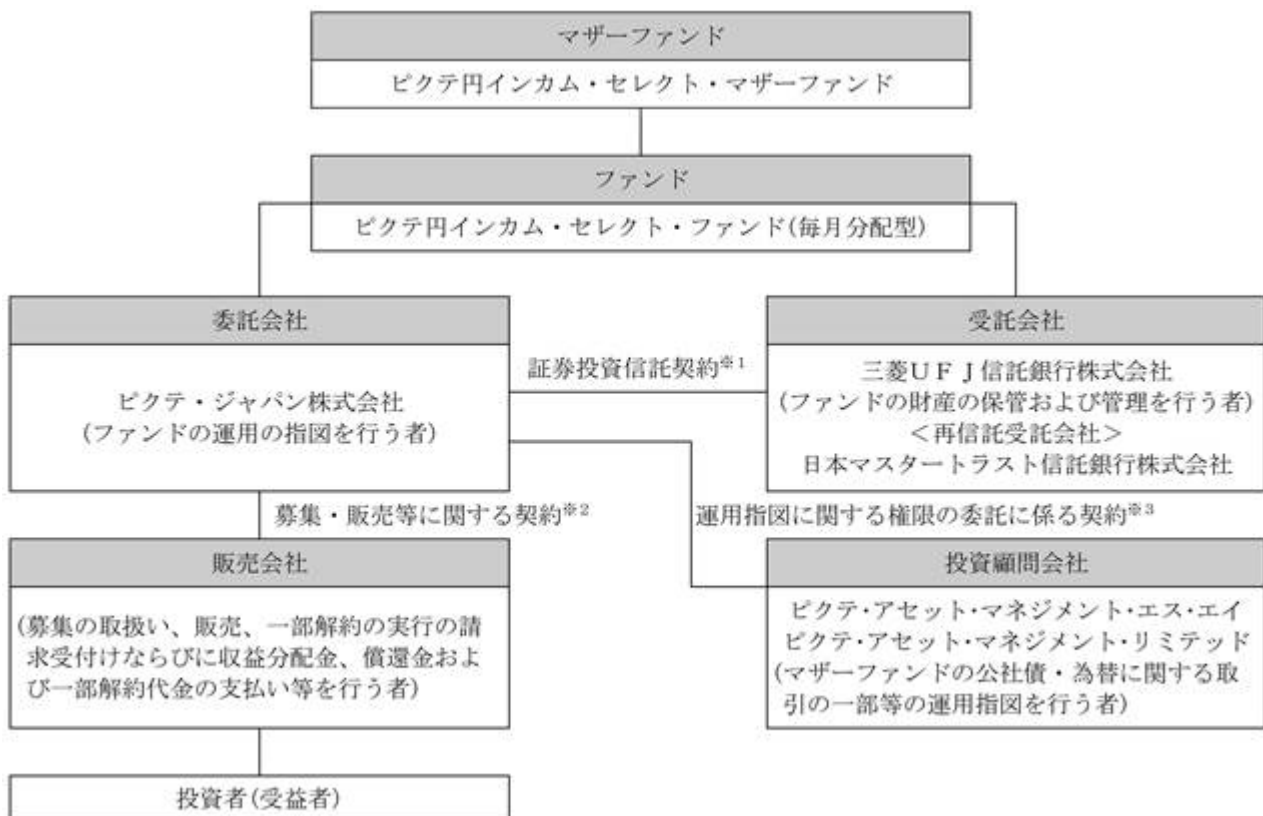 マザーファンド
ピクテ円インカム・セレクト・マザーファンド
ファンド
ピクテ円インカム・セレクト・ファンド(毎月分配型)
委託会社
ピクテ・ジャパン株式会社
(ファンドの運用の指図を行う者)
証券投資信託契約※1
受託会社
三菱UFJ信託銀行株式会社
(ファンドの財産の保管および管理を行う者)
<再信託受託会社>
日本マスタートラスト信託銀行株式会社
募集・販売等に関する契約※2
運用指図に関する権限の委託に係る契約※3
販売会社
(募集の取扱い、販売、一部解約の実行の請
求受付けならびに収益分配金、償還金およ
び一部解約代金の支払い等を行う者)
投資顧問会社
ピクテ・アセット・マネジメント・エス・エイ
ピクテ・アセット・マネジメント・リミテッド
(マザーファンドの公社債・為替に関する取
引の一部等の運用指図を行う者)
投資者(受益者)